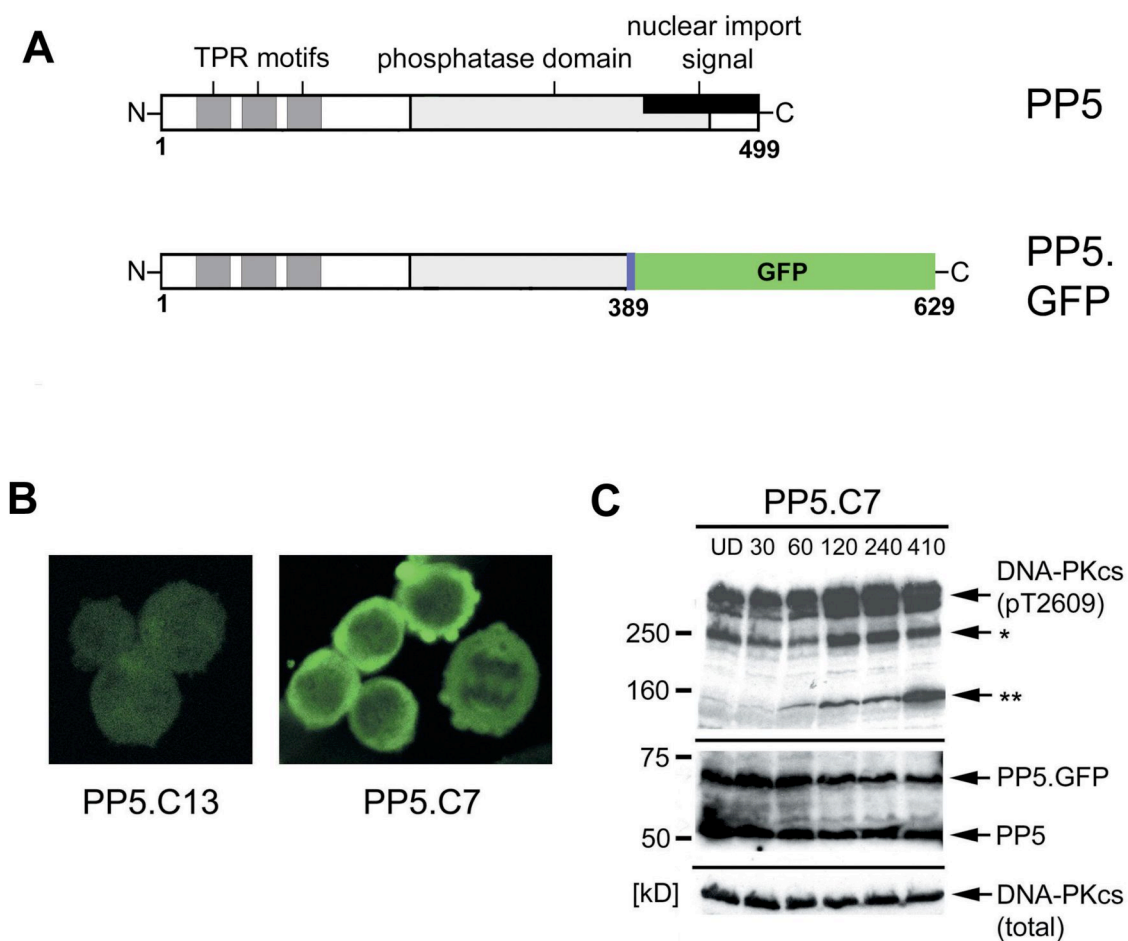 A
TPR motifs
phosphatase domain
nuclear import
signal
N
C
1
499
PP5
N
GFP
C
1
389
629
PP5.
GFP
B
PP5.C13
PP5.C7
C
PP5.C7
UD 30 60 120 240 410
DNA-PKcs
(pT2609)
250
*
160
**
75
PP5.GFP
50
PP5
[kD]
DNA-PKcs
(total)